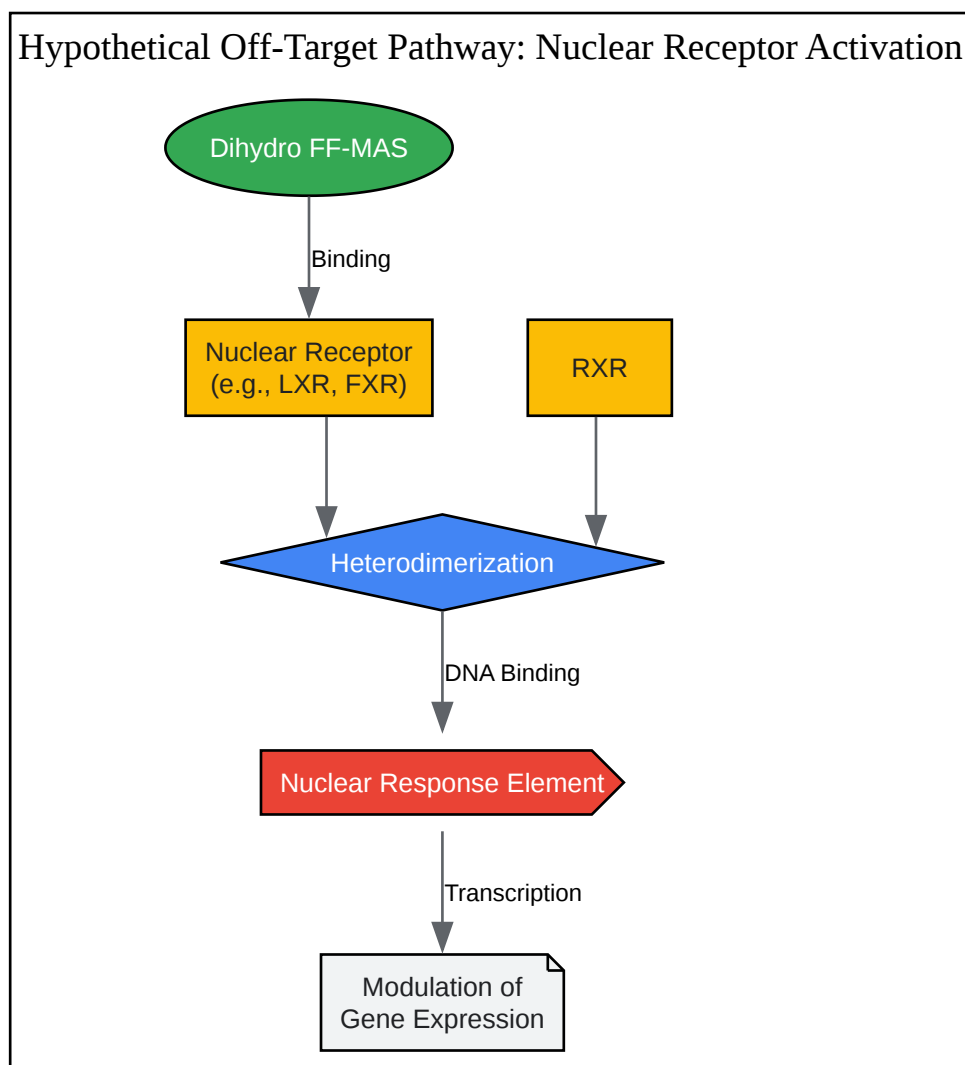 Hypothetical Off-Target Pathway: Nuclear Receptor Activation
Dihydro FF-MAS
Binding
Nuclear Receptor
(e.g., LXR, FXR)
RXR
Heterodimerization
DNA Binding
Nuclear Response Element
Transcription
Modulation of
Gene Expression